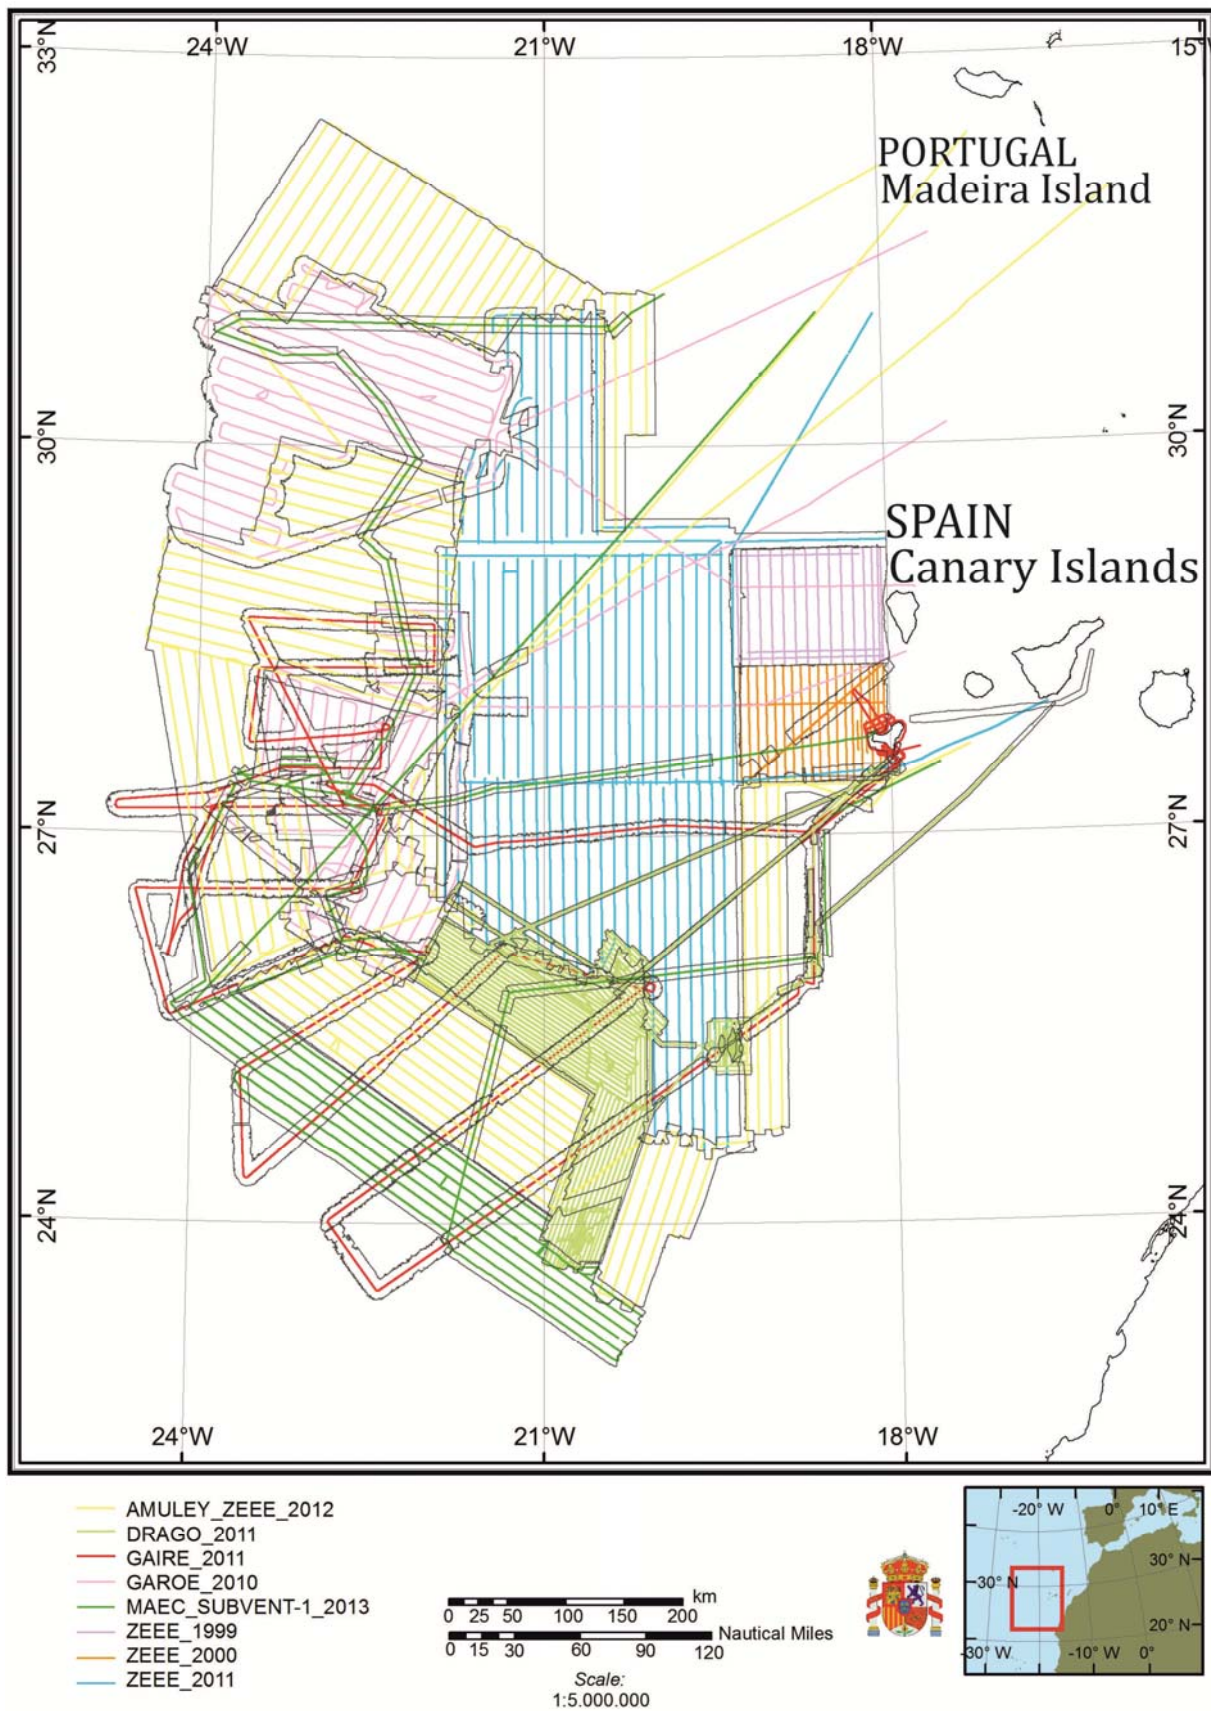 24°W
21°W
18°W
15°W
33°N
PORTUGAL
Madeira Island
30°N
30°N
SPAIN
Canary Islands
27°N
27°N
24°N
24°N
24°W
21°W
18°W
AMULEY_ZEEE_2012
DRAGO_2011
GAIRE_2011
GAROE_2010
MAEC_SUBVENT-1_2013
ZEEE_1999
ZEEE_2000
ZEEE_2011
km
0 25 50 100 150 200
Nautical Miles
0 15 30 60 90 120
Scale:
1:5.000.000
-20° W 0° 10° E
30° N
-30° N
20° N
-30° W -10° W 0°